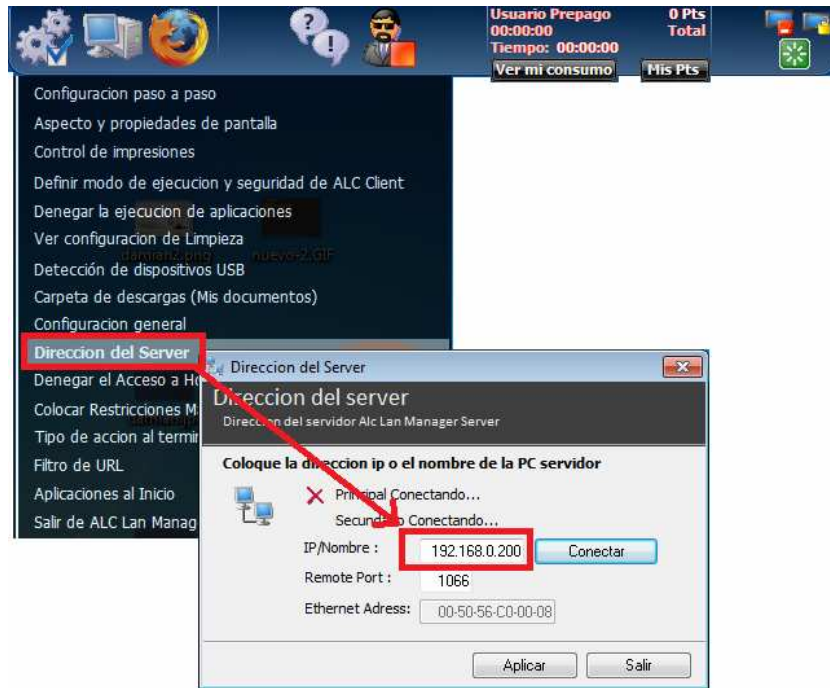 Usuario Prepago 0 Pts
00:00:00 Total
Tiempo: 00:00:00
Ver mi consumo Mis Pts
Configuracion paso a paso
Aspecto y propiedades de pantalla
Control de impresiones
Definir modo de ejecucion y seguridad de ALC Client
Denegar la ejecucion de aplicaciones
Ver configuracion de Limpieza
damian2.png nuevo-2.GIF
Detección de dispositivos USB
Carpeta de descargas (Mis documentos)
Configuracion general
Direccion del Server
Denegar el Acceso a
Colocar Restricciones
Tipo de accion al
Filtro de URL
Aplicaciones al Inicio
Salir de ALC Lan
Direccion del Server
Direccion del server
Direccion del servidor Alc Lan Manager Server
Coloque la direccion ip o el nombre de la PC servidor
Principal Conectando...
Secundario Conectando...
IP/Nombre : 192.168.0.200 Conectar
Remote Port : 1066
Ethernet Adress: 00-50-56-C0-00-08
Aplicar Salir